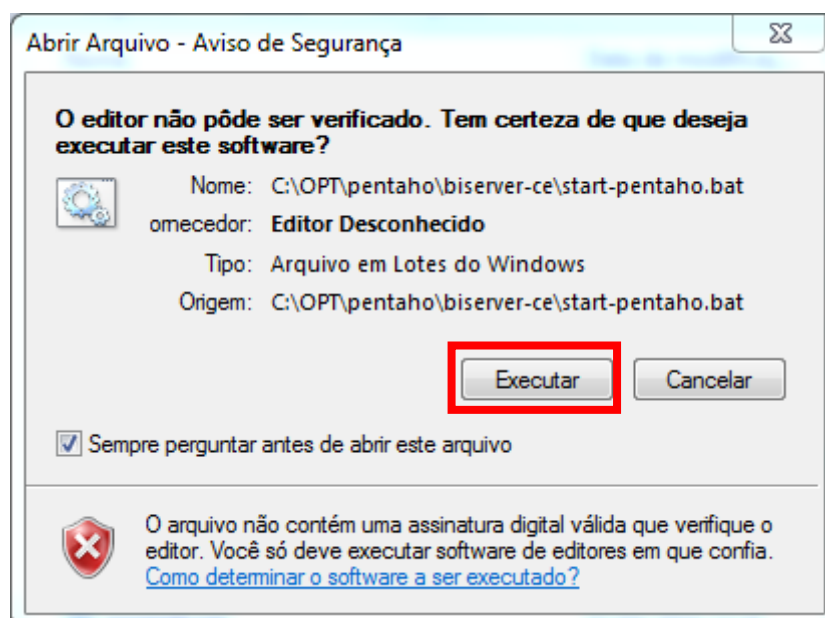 Abrir Arquivo - Aviso de Segurança
O editor não pôde ser verificado. Tem certeza de que deseja
executar este software?
Nome: C:\OPT\pentaho\biserver-ce\start-pentaho.bat
ornecedor: Editor Desconhecido
Tipo: Arquivo em Lotes do Windows
Origem: C:\OPT\pentaho\biserver-ce\start-pentaho.bat
Executar Cancelar
Sempre perguntar antes de abrir este arquivo
O arquivo não contém uma assinatura digital válida que verifique o
editor. Você só deve executar software de editores em que confia.
Como determinar o software a ser executado?